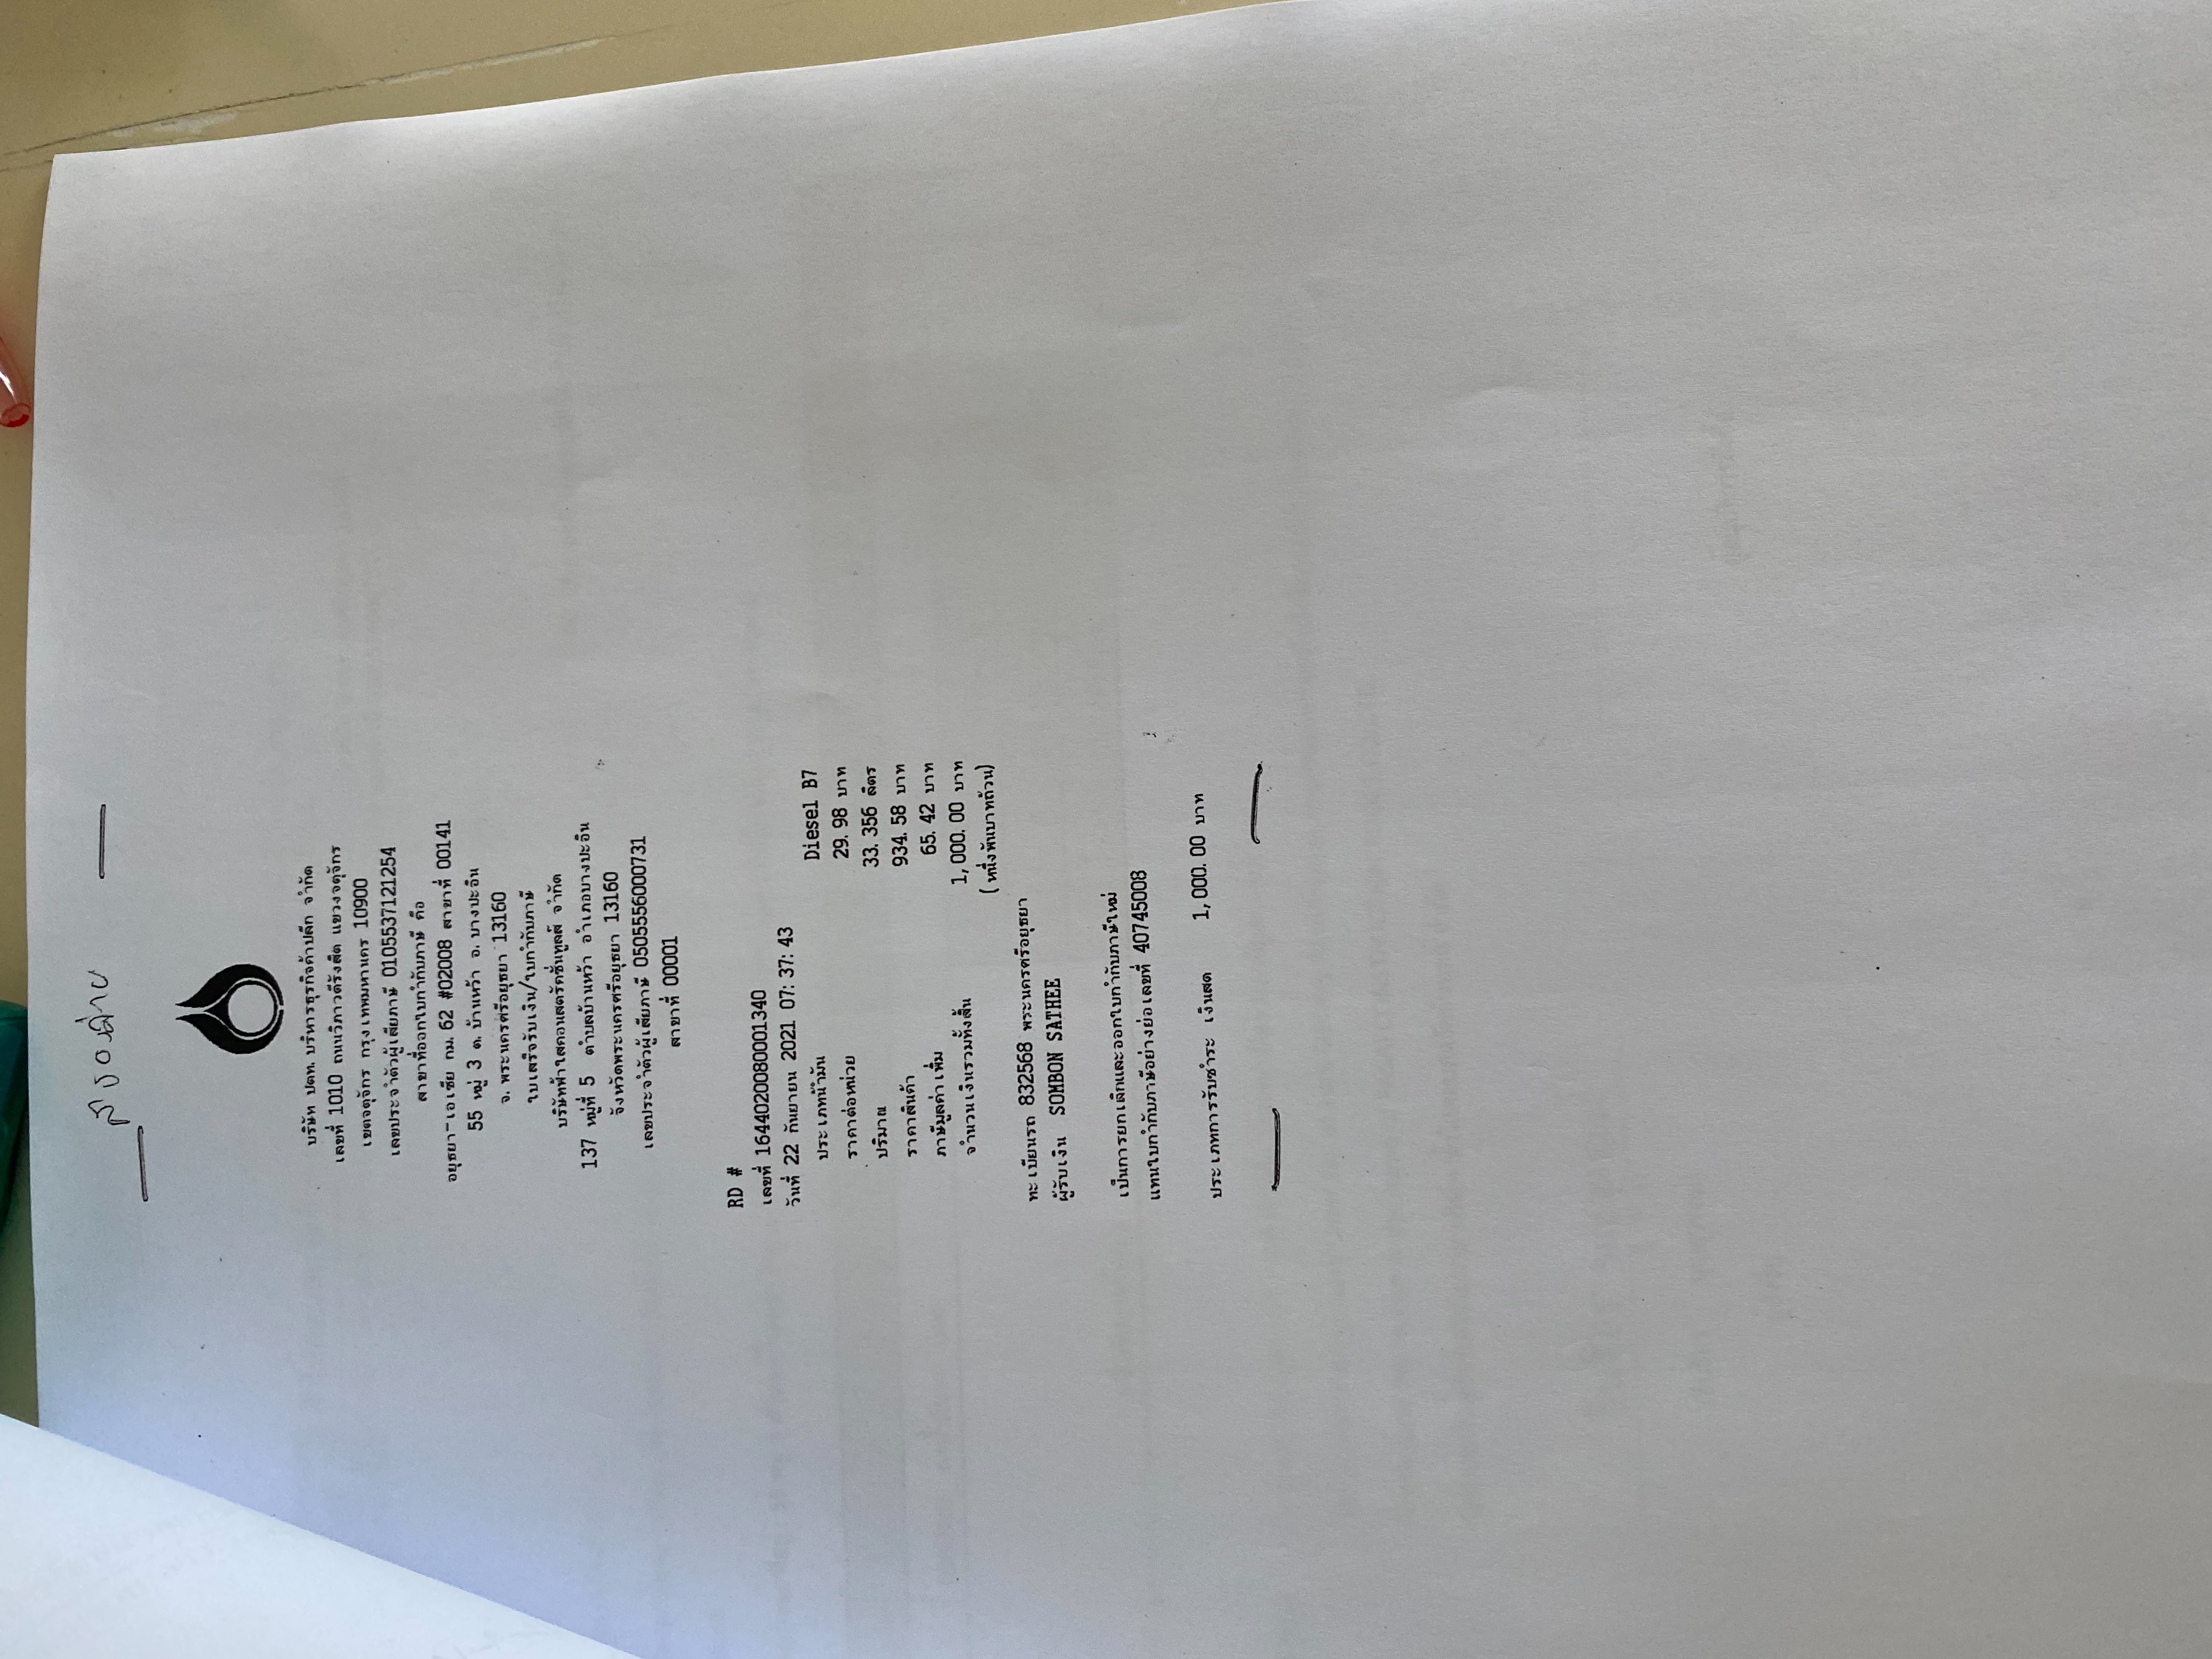 สำรองจ่าย
บริษัท ปตท. บริหารธุรกิจค้าปลีก จำกัด
เลขที่ 1010 ถนนวิภาวดีรังสิต แขวงจตุจักร
เขตจตุจักร กรุงเทพมหานคร 10900
เลขประจำตัวผู้เสียภาษี 0105537121254
สาขาที่ออกใบกำกับภาษี คือ
อยุธยา-เอเซีย กม. 62 #02008 สาขาที่ 00141
55 หมู่ 3 ต. บ้านหว้า อ. บางปะอิน
จ. พระนครศรีอยุธยา 13160
ใบเสร็จรับเงิน/ใบกำกับภาษี
บริษัทฟ้าใสคอนสตรัคชั่นทูลส์ จำกัด
137 หมู่ที่ 5 ตำบลบ้านหว้า อำเภอบางปะอิน
จังหวัดพระนครศรีอยุธยา 13160
เลขประจำตัวผู้เสียภาษี 0505556000731
สาขาที่ 00001
RD #
เลขที่ 1644020080001340
วันที่ 22 กันยายน 2021 07:37:43
ประเภทน้ำมัน Diesel B7
ราคาต่อหน่วย 29.98 บาท
ปริมาณ 33.356 ลิตร
ราคาสินค้า 934.58 บาท
ภาษีมูลค่าเพิ่ม 65.42 บาท
จำนวนเงินรวมทั้งสิ้น 1,000.00 บาท
(หนึ่งพันบาทถ้วน)
ทะเบียนรถ 832568 พระนครศรีอยุธยา
ผู้รับเงิน SOMBON SATHEE
เป็นการยกเลิกและออกใบกำกับภาษีใหม่
แทนใบกำกับภาษีอย่างย่อเลขที่ 40745008
ประเภทการรับชำระ เงินสด 1,000.00 บาท